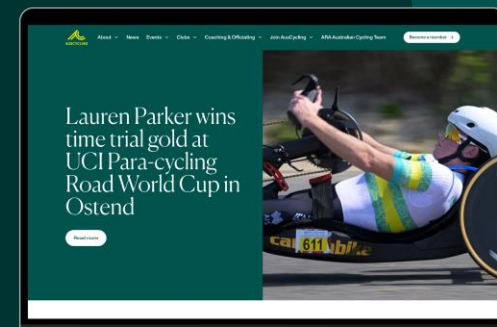 AUSCYCLING
About
News
Events
Clubs
Coaching & Officiating
Join AusCycling
ARA Australian Cycling Team
Become a member
Lauren Parker wins
time trial gold at
UCI Para-cycling
Road World Cup in
Ostend
Read more
611